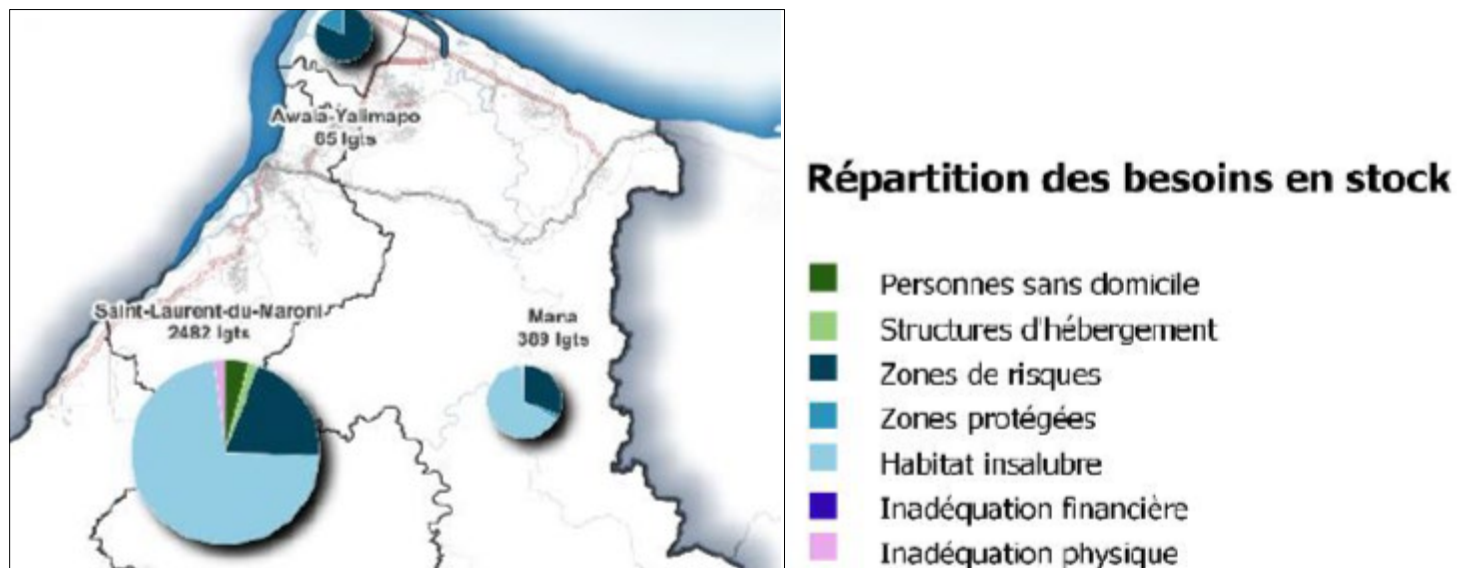 Awala-Yalimapo
65 lgts
Saint-Laurent-du-Maroni
2482 lgts
Mana
389 lgts
Répartition des besoins en stock
Personnes sans domicile
Structures d'hébergement
Zones de risques
Zones protégées
Habitat insalubre
Inadéquation financière
Inadéquation physique